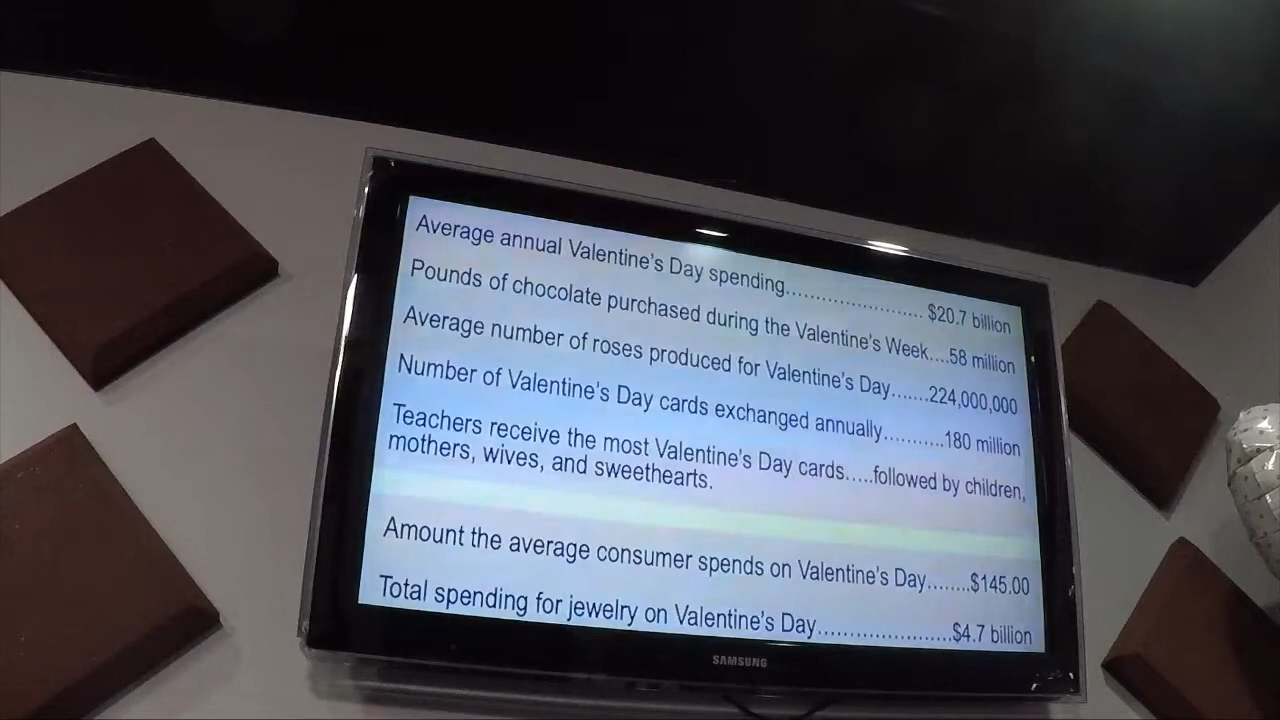 Average annual Valentine's Day spending........................ $20.7 billion
Pounds of chocolate purchased during the Valentine's Week....58 million
Average number of roses produced for Valentine's Day.......224,000,000
Number of Valentine's Day cards exchanged annually...........180 million
Teachers receive the most Valentine's Day cards.....followed by children,
mothers, wives, and sweethearts.
Amount the average consumer spends on Valentine's Day........$145.00
Total spending for jewelry on Valentine's Day.......................$4.7 billion
SAMSUNG